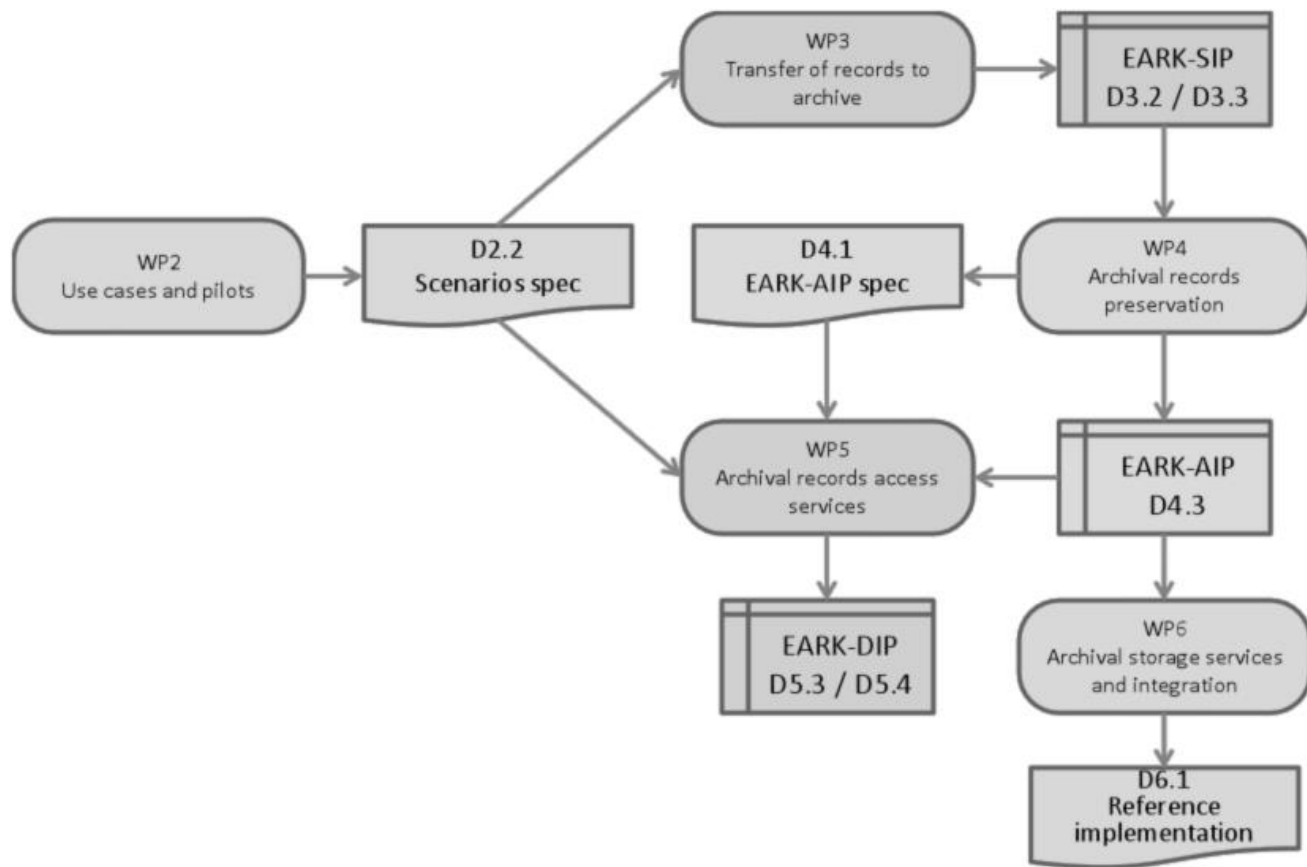 WP3
Transfer of records to
archive
EARK-SIP
D3.2 / D3.3
WP2
Use cases and pilots
D2.2
Scenarios spec
D4.1
EARK-AIP spec
WP4
Archival records
preservation
WP5
Archival records access
services
EARK-AIP
D4.3
EARK-DIP
D5.3 / D5.4
WP6
Archival storage services
and integration
D6.1
Reference
implementation